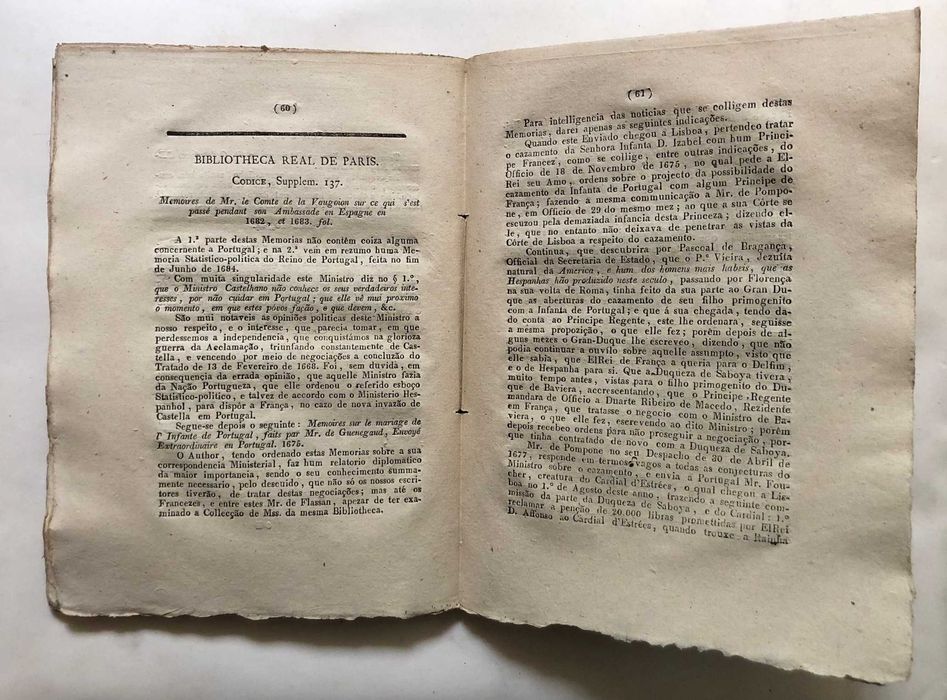 (60)
BIBLIOTHECA REAL DE PARIS.
CODICE, Supplem. 137.
Memoires de Mr. le Comte de la Vougoion sur ce qui s'est
passé pendant son Ambassade en Espagne en
1682, et 1683. fol.
A 1.ª parte destas Memorias não contêm coiza alguma
concernente a Portugal; e na 2.ª vem em rezumo huma Me-
moria Statistico-politica do Reino de Portugal, feita no fim
de Junho de 1684.
Com muita singularidade este Ministro diz no § 1.º,
que o Ministro Castelhano não conhece os seus verdadeiros inte-
resses, por não cuidar em Portugal; que elle vê mui proximo
o momento, em que estes póvos fação, e que devem, &c.
São mui notaveis as opiniões politicas deste Ministro a
nosso respeito, e o interesse, que parecia tomar, em que
perdessemos a independencia, que conquistámos na glorioza
guerra da Acclamação, triunfando constantemente de Cas-
tella, e vencendo por meio de negociações a concluzão do
Tratado de 13 de Fevereiro de 1668. Foi, sem duvida, em
consequencia da errada opinião, que aquelle Ministro fazia
da Nação Portugueza, que elle ordenou o referido esboço
Statistico-politico, e talvez de accordo com o Ministerio Hes-
panhol, para dispôr a França, no cazo de nova invazão de
Castella em Portugal.
Segue-se depois o seguinte: Memoires sur le mariage de
l'Infante de Portugal, faits par Mr. de Guenegaud, Envoyé
Extraordinaire en Portugal. 1675.
O Author, tendo ordenado estas Memorias sobre a sua
correspondencia Ministerial, faz hum relatorio diplomatico
da maior importancia, sendo o seu conhecimento summa-
mente necessario, pelo descuido, que não só os nossos escri-
tores tiverão, de tratar destas negociações; mas até os
Francezes, e entre estes Mr. de Flassan, apezar de ter exa-
minado a Collecção de Mss. da mesma Bibliotheca.
(61)
Para intelligencia das noticias que se colligem destas
Memorias, darei apenas as seguintes indicações.
Quando este Enviado chegou a Lisboa, pertendeo tratar
o cazamento da Senhora Infanta D. Izabel com hum Princi-
pe Francez, como se collige, entre outras indicações, do
Officio de 18 de Novembro de 1675, no qual pede a El-
Rei seu Amo, ordens sobre o projecto da possibilidade do
cazamento da Infanta de Portugal com algum Principe de
França; fazendo a mesma communicação a Mr. de Pompo-
ne, em Officio de 29 do mesmo mez; ao que a sua Côrte se
escuzou pela demaziada infancia desta Princeza; dizendo el-
le, que no entanto não deixava de penetrar as vistas da
Côrte de Lisboa a respeito do cazamento.
Continúa, que descubrira por Pascoal de Bragança,
Official da Secretaria de Estado, que o P.ª Vieira, Jezuita
natural da America, e hum dos homens mais habeis, que as
Hespanhas hão produzido neste seculo, passando por Florença
na sua volta de Roma, tinha feito da sua parte ao Gran Du-
que as aberturas do cazamento de seu filho primogenito
com a Infanta de Portugal; e que á sua chegada, tendo da-
do conta ao Principe Regente, este lhe ordenara, seguisse
a mesma propozição, o que elle fez; porém depois de al-
guns mezes o Gran-Duque lhe escreveo, dizendo, que não
podia continuar a ouvilo sobre aquelle assumpto, visto que
elle sabia, que ElRei de França a queria para o Delfim,
e o de Hespanha para si. Que a Duqueza de Saboya tivera,
muito tempo antes, vistas para o filho primogenito do Du-
que de Baviera, accrescentando, que o Principe Regente
mandara de Officio a Duarte Ribeiro de Macedo, Rezidente
em França, que tratasse o negocio com o Ministro de Ba-
viera, o que elle fez, escrevendo ao dito Ministro; porém
depois recebeo ordens para não proseguir a negociação, por-
que tinha contratado de novo com a Duqueza de Saboya.
Mr. de Pompone no seu Despacho de 30 de Abril de
1677, responde em termos vagos a todas as conjecturas do
Ministro sobre o cazamento, e envia a Portugal Mr. Fou-
cher, creatura do Cardial d'Estrées, o qual chegou a Lis-
boa no 1.º de Agosto deste anno, trazendo a seguinte com-
missão da parte da Duqueza de Saboya, e do Cardial: 1.º
reclamar a penção de 20.000 libras promettidas por ElRei
D. Affonso ao Cardial d'Estrées, quando trouxe a Rainha